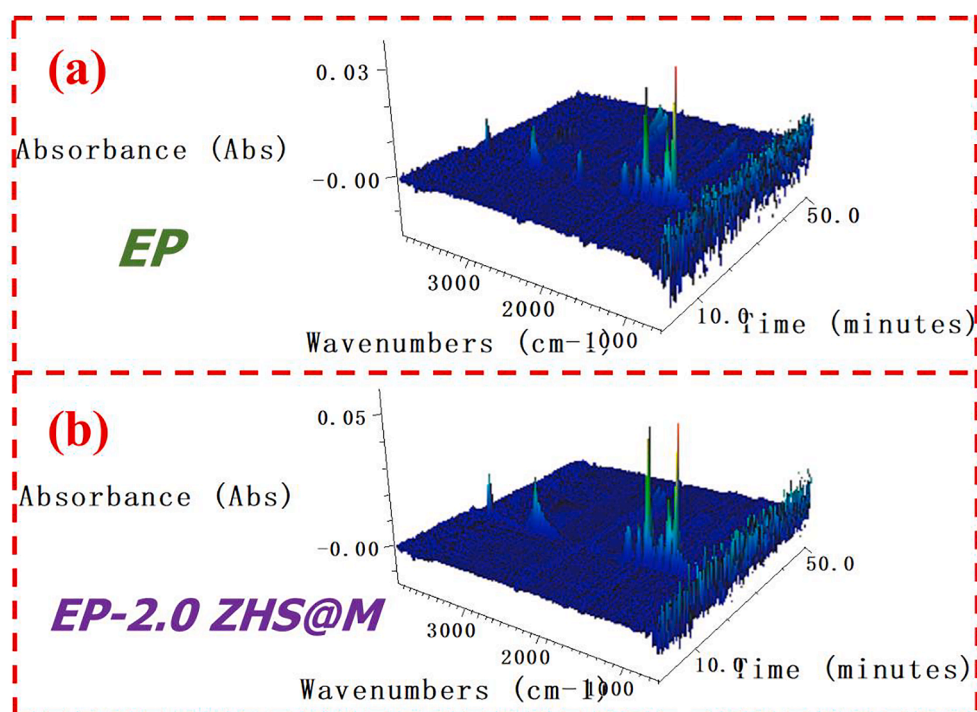 (a)
0.03
Absorbance (Abs)
-0.00
EP
50.0
3000
2000
10.0
Time (minutes)
Wavenumbers (cm-1)
1000
(b)
0.05
Absorbance (Abs)
-0.00
50.0
EP-2.0 ZHS@M
3000
2000
10.0
Time (minutes)
Wavenumbers (cm-1)
1000